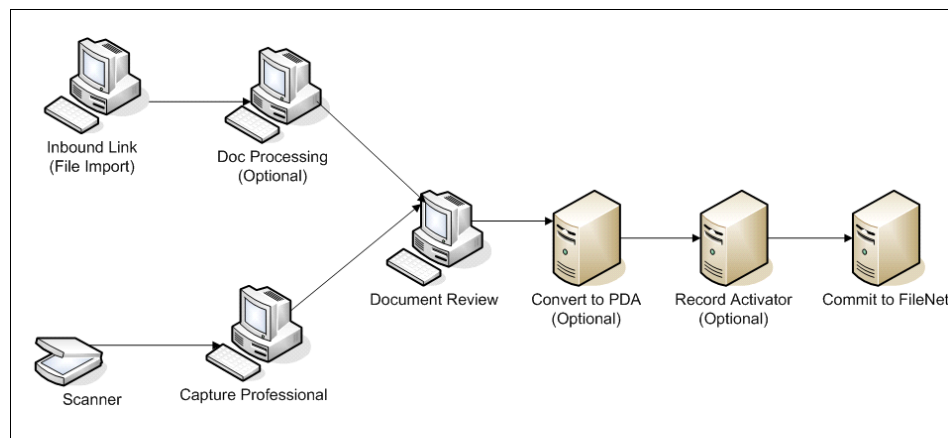 Inbound Link
(File Import)
Doc Processing
(Optional)
Document Review
Convert to PDA
(Optional)
Record Activator
(Optional)
Commit to FileNet
Scanner
Capture Professional